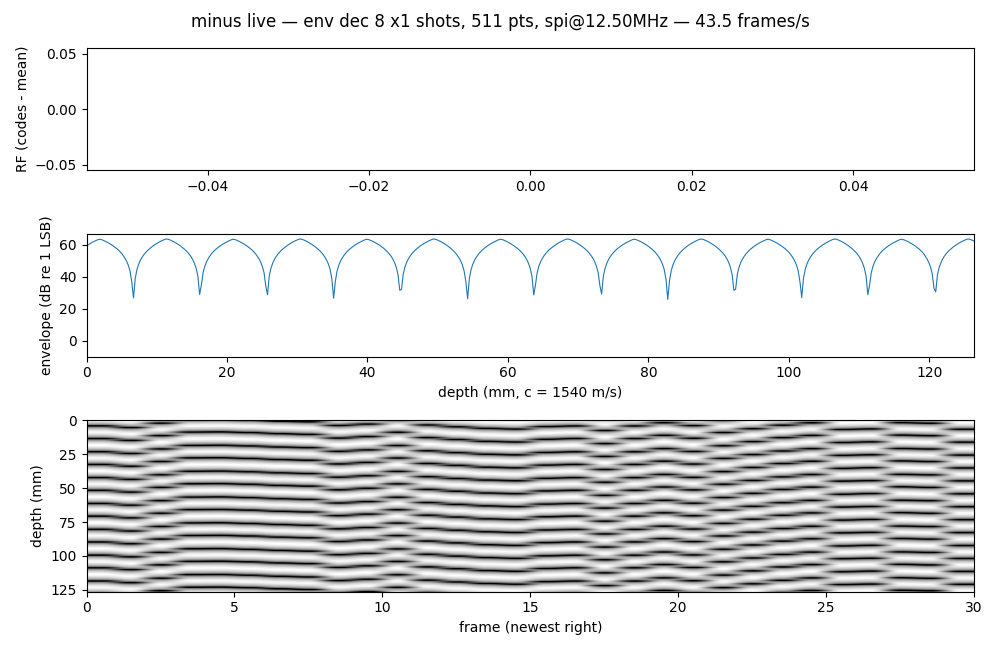 minus live — env dec 8 x1 shots, 511 pts, spi@12.50MHz — 43.5 frames/s
RF (codes - mean)
0.05
0.00
−0.05
−0.04 −0.02 0.00 0.02 0.04
envelope (dB re 1 LSB)
60
40
20
0
0 20 40 60 80 100 120
depth (mm, c = 1540 m/s)
depth (mm)
0
25
50
75
100
125
0 5 10 15 20 25 30
frame (newest right)